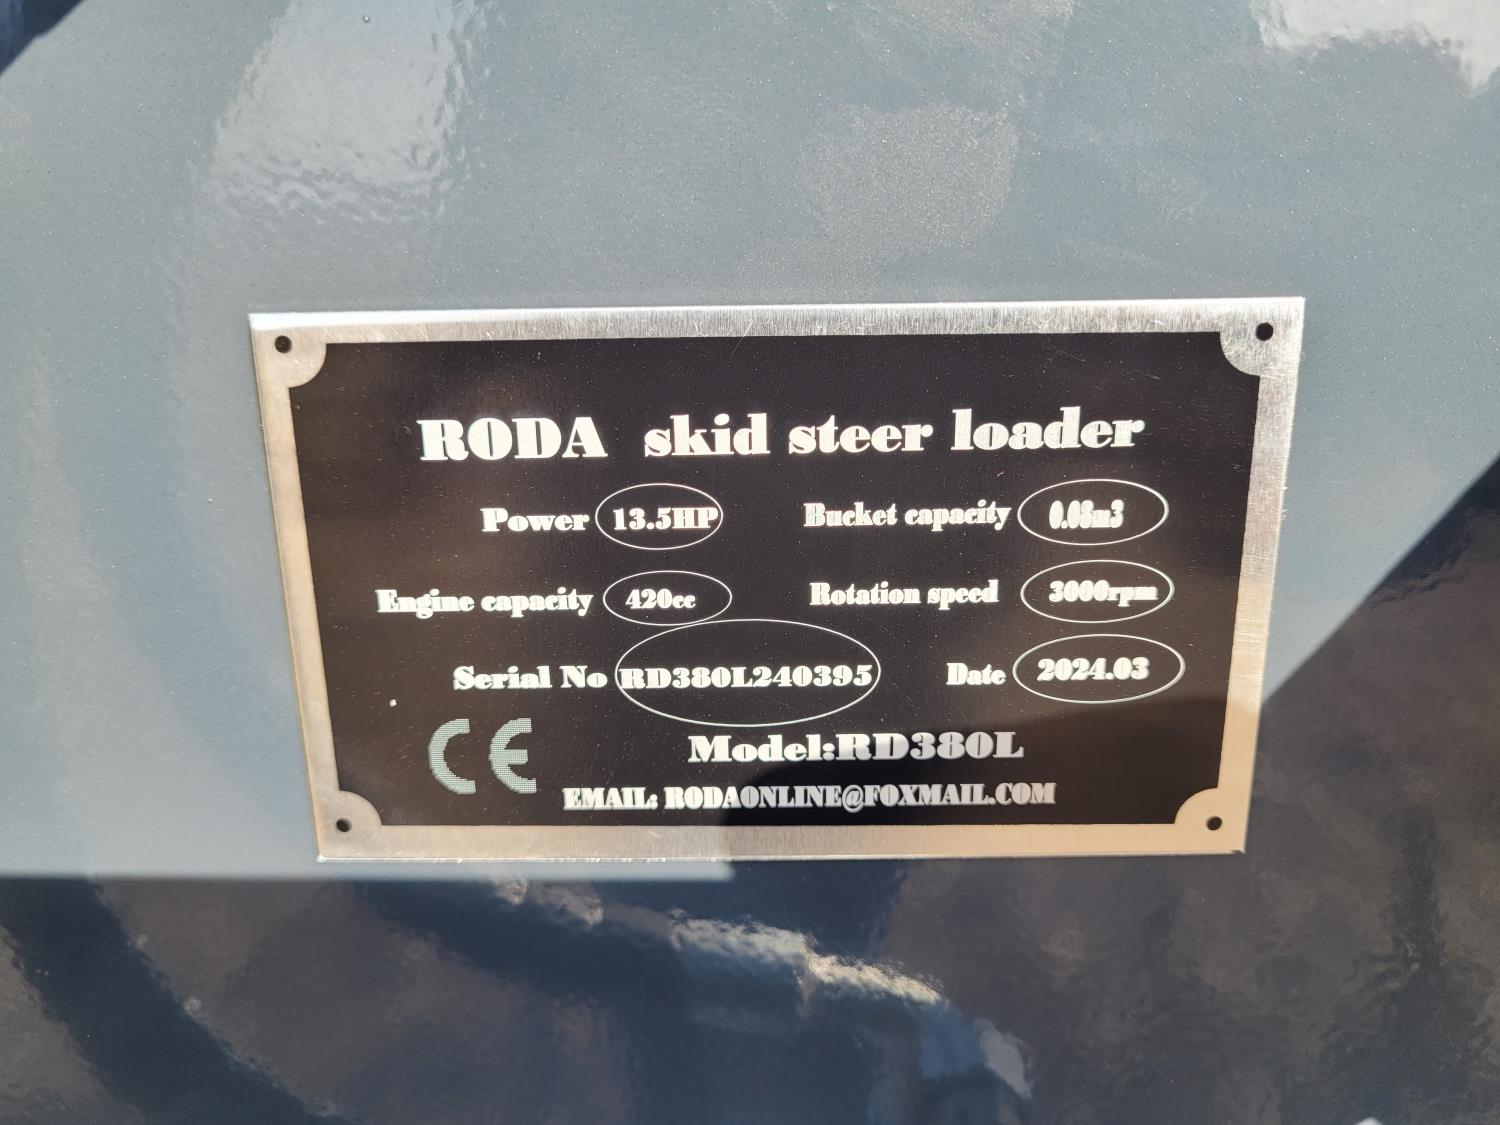 RODA skid steer loader
Power 13.5HP Bucket capacity 0.08m3
Engine capacity 420cc Rotation speed 3000rpm
Serial No RD380L240395 Date 2024.03
CE Model:RD380L
EMAIL: RODAONLINE@FOXMAIL.COM